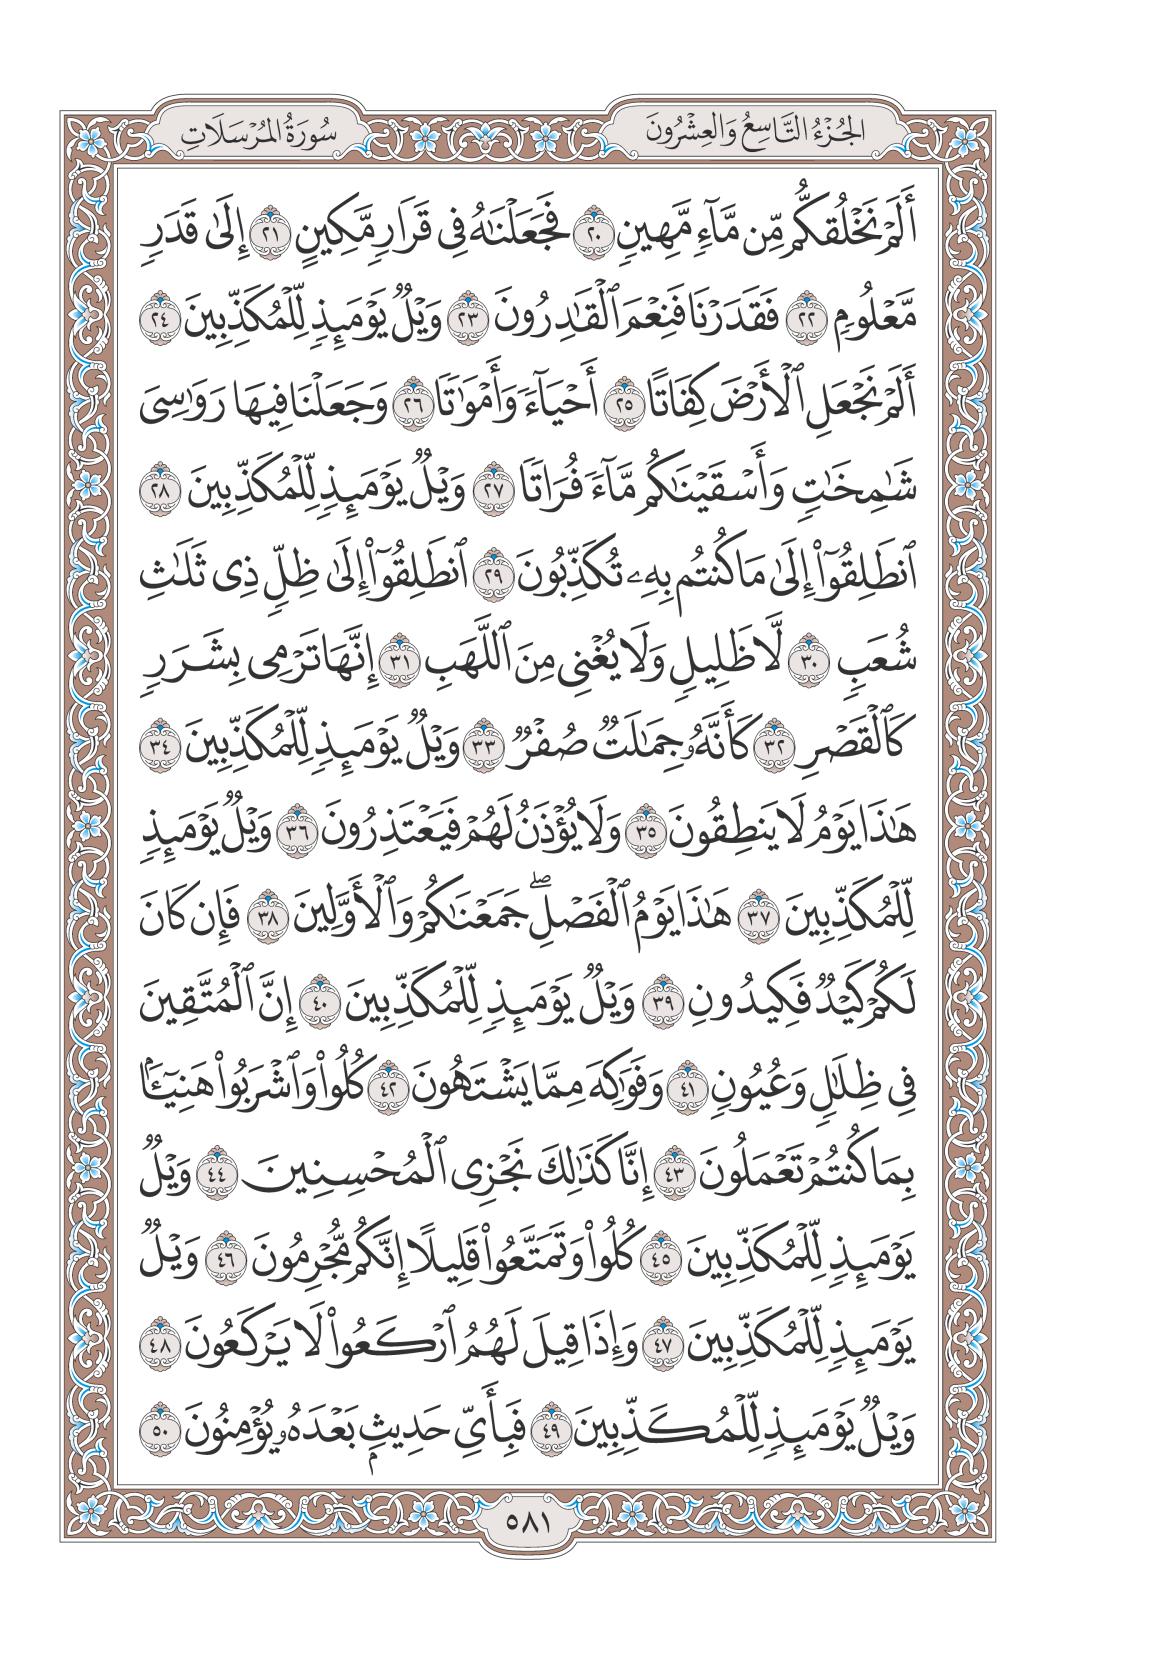 الجُزْءُ التَّاسِعُ وَالعِشْرُونَ
سُورَةُ المُرْسَلَاتِ
أَلَمْ نَخْلُقكُّم مِّن مَّآءٍ مَّهِينٍ ٢٠ فَجَعَلْنَٰهُ فِى قَرَارٍ مَّكِينٍ ٢١ إِلَىٰ قَدَرٍ
مَّعْلُومٍ ٢٢ فَقَدَرْنَا فَنِعْمَ ٱلْقَٰدِرُونَ ٢٣ وَيْلٌ يَوْمَئِذٍ لِّلْمُكَذِّبِينَ ٢٤
أَلَمْ نَجْعَلِ ٱلْأَرْضَ كِفَاتًا ٢٥ أَحْيَآءً وَأَمْوَٰتًا ٢٦ وَجَعَلْنَا فِيهَا رَوَٰسِىَ
شَٰمِخَٰتٍ وَأَسْقَيْنَٰكُم مَّآءً فُرَاتًا ٢٧ وَيْلٌ يَوْمَئِذٍ لِّلْمُكَذِّبِينَ ٢٨
ٱنطَلِقُوٓا۟ إِلَىٰ مَا كُنتُم بِهِۦ تُكَذِّبُونَ ٢٩ ٱنطَلِقُوٓا۟ إِلَىٰ ظِلٍّ ذِى ثَلَٰثِ
شُعَبٍ ٣٠ لَّا ظَلِيلٍ وَلَا يُغْنِى مِنَ ٱللَّهَبِ ٣١ إِنَّهَا تَرْمِى بِشَرَرٍ
كَٱلْقَصْرِ ٣٢ كَأَنَّهُۥ جِمَٰلَتٌ صُفْرٌ ٣٣ وَيْلٌ يَوْمَئِذٍ لِّلْمُكَذِّبِينَ ٣٤
هَٰذَا يَوْمُ لَا يَنطِقُونَ ٣٥ وَلَا يُؤْذَنُ لَهُمْ فَيَعْتَذِرُونَ ٣٦ وَيْلٌ يَوْمَئِذٍ
لِّلْمُكَذِّبِينَ ٣٧ هَٰذَا يَوْمُ ٱلْفَصْلِ ۖ جَمَعْنَٰكُمْ وَٱلْأَوَّلِينَ ٣٨ فَإِن كَانَ
لَكُمْ كَيْدٌ فَكِيدُونِ ٣٩ وَيْلٌ يَوْمَئِذٍ لِّلْمُكَذِّبِينَ ٤٠ إِنَّ ٱلْمُتَّقِينَ
فِى ظِلَٰلٍ وَعُيُونٍ ٤١ وَفَوَٰكِهَ مِمَّا يَشْتَهُونَ ٤٢ كُلُوا۟ وَٱشْرَبُوا۟ هَنِيٓـًٔۢا
بِمَا كُنتُمْ تَعْمَلُونَ ٤٣ إِنَّا كَذَٰلِكَ نَجْزِى ٱلْمُحْسِنِينَ ٤٤ وَيْلٌ
يَوْمَئِذٍ لِّلْمُكَذِّبِينَ ٤٥ كُلُوا۟ وَتَمَتَّعُوا۟ قَلِيلًا إِنَّكُم مُّجْرِمُونَ ٤٦ وَيْلٌ
يَوْمَئِذٍ لِّلْمُكَذِّبِينَ ٤٧ وَإِذَا قِيلَ لَهُمُ ٱرْكَعُوا۟ لَا يَرْكَعُونَ ٤٨
وَيْلٌ يَوْمَئِذٍ لِّلْمُكَذِّبِينَ ٤٩ فَبِأَىِّ حَدِيثٍۭ بَعْدَهُۥ يُؤْمِنُونَ ٥٠
٥٨١